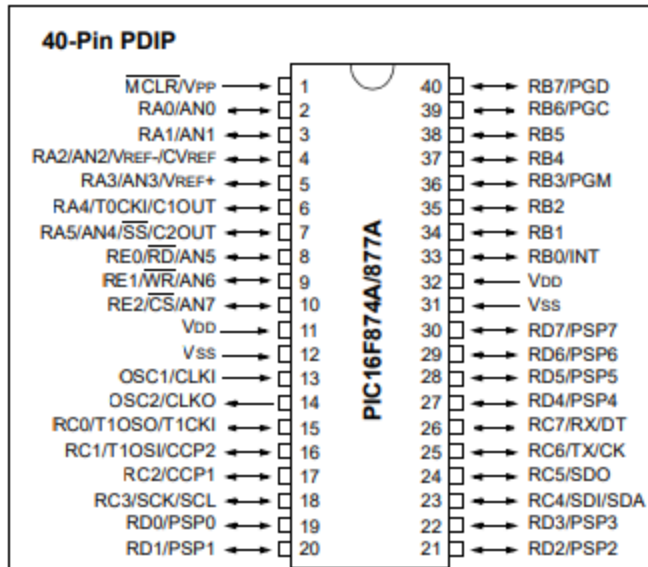 40-Pin PDIP
MCLR/VPP 1 40 RB7/PGD
RA0/AN0 2 39 RB6/PGC
RA1/AN1 3 38 RB5
RA2/AN2/VREF-/CVREF 4 37 RB4
RA3/AN3/VREF+ 5 36 RB3/PGM
RA4/T0CKI/C1OUT 6 35 RB2
RA5/AN4/SS/C2OUT 7 34 RB1
RE0/RD/AN5 8 33 RB0/INT
RE1/WR/AN6 9 32 VDD
RE2/CS/AN7 10 31 VSS
VDD 11 30 RD7/PSP7
VSS 12 29 RD6/PSP6
OSC1/CLKI 13 28 RD5/PSP5
OSC2/CLKO 14 27 RD4/PSP4
RC0/T1OSO/T1CKI 15 26 RC7/RX/DT
RC1/T1OSI/CCP2 16 25 RC6/TX/CK
RC2/CCP1 17 24 RC5/SDO
RC3/SCK/SCL 18 23 RC4/SDI/SDA
RD0/PSP0 19 22 RD3/PSP3
RD1/PSP1 20 21 RD2/PSP2
PIC16F874A/877A